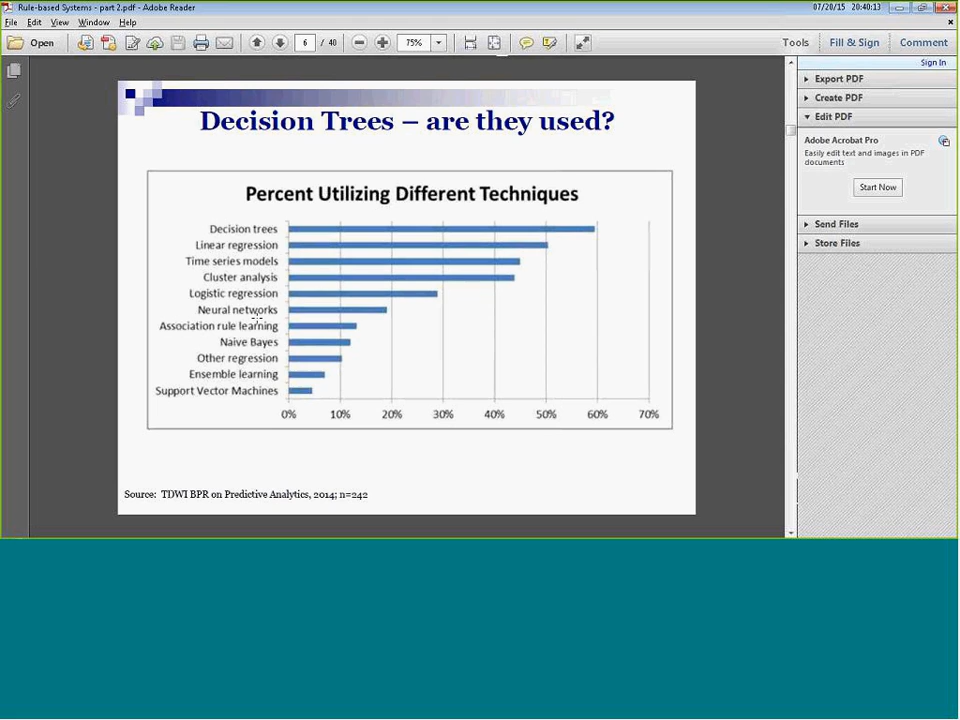 Rule-based Systems - part 2.pdf - Adobe Reader
07/20/15 20:40:13
File Edit View Window Help
Open 6 / 40 75% Tools Fill & Sign Comment
Sign In
Export PDF
Create PDF
Edit PDF
Adobe Acrobat Pro
Easily edit text and images in PDF
documents
Start Now
Send Files
Store Files
Decision Trees – are they used?
Percent Utilizing Different Techniques
Decision trees
Linear regression
Time series models
Cluster analysis
Logistic regression
Neural networks
Association rule learning
Naive Bayes
Other regression
Ensemble learning
Support Vector Machines
0% 10% 20% 30% 40% 50% 60% 70%
Source: TDWI BPR on Predictive Analytics, 2014; n=242